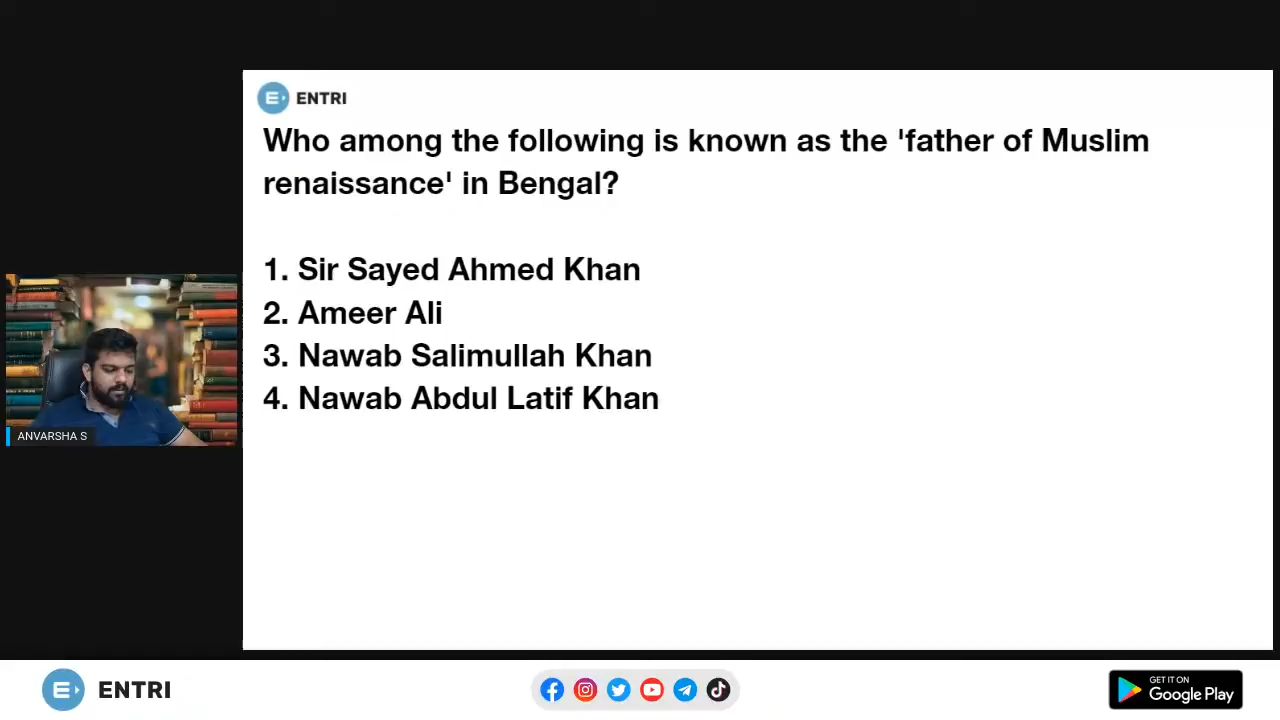 ENTRI
Who among the following is known as the 'father of Muslim
renaissance' in Bengal?
1. Sir Sayed Ahmed Khan
2. Ameer Ali
3. Nawab Salimullah Khan
4. Nawab Abdul Latif Khan
ANVARSHA S
ENTRI
GET IT ON
Google Play